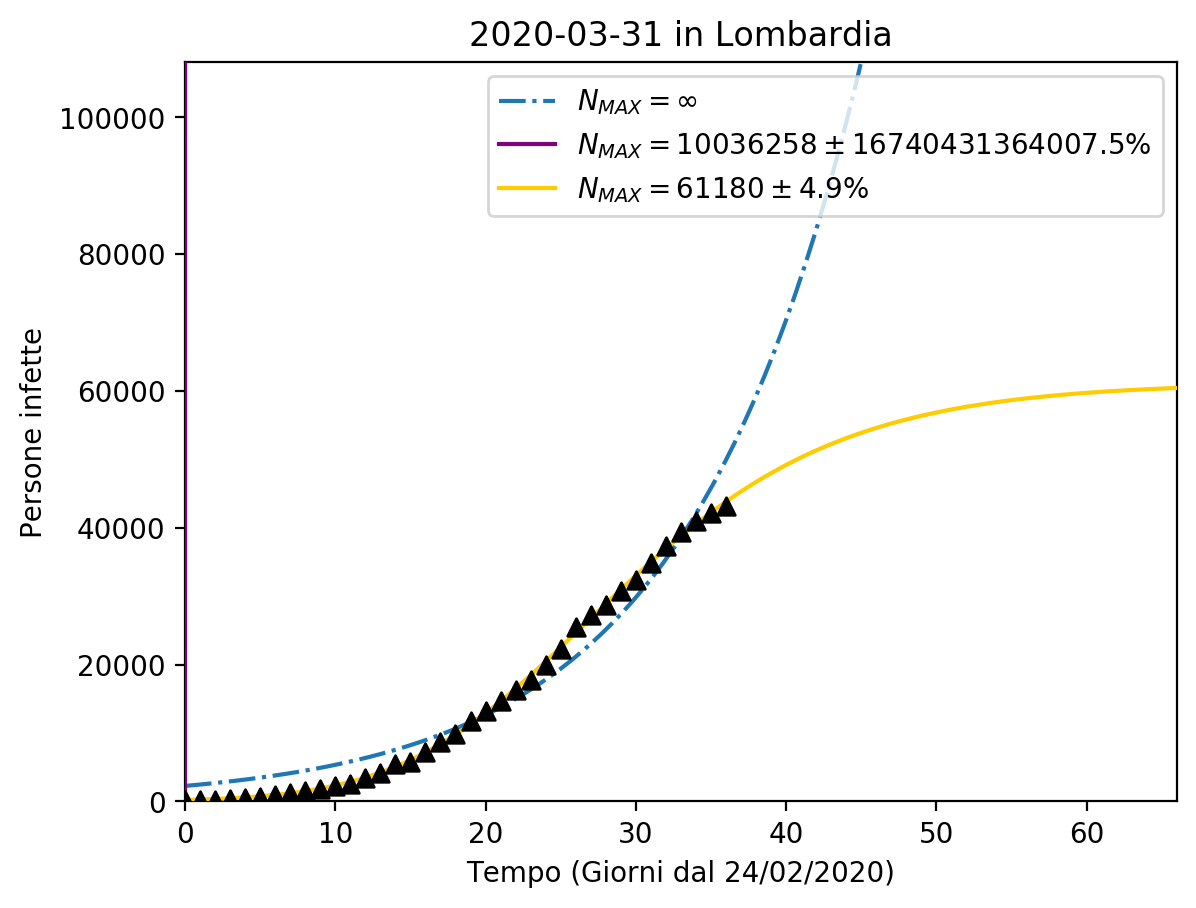 2020-03-31 in Lombardia
N_MAX = ∞
N_MAX = 10036258 ± 16740431364007.5%
N_MAX = 61180 ± 4.9%
100000
80000
60000
40000
20000
0
Persone infette
0 10 20 30 40 50 60
Tempo (Giorni dal 24/02/2020)